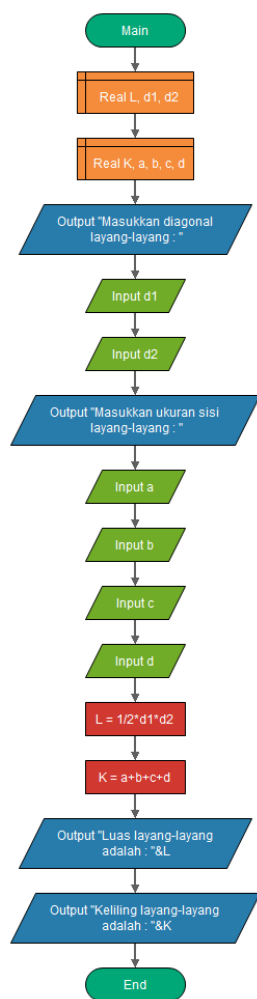 Main
Real L, d1, d2
Real K, a, b, c, d
Output "Masukkan diagonal
layang-layang : "
Input d1
Input d2
Output "Masukkan ukuran sisi
layang-layang : "
Input a
Input b
Input c
Input d
L = 1/2*d1*d2
K = a+b+c+d
Output "Luas layang-layang
adalah : "&L
Output "Keliling layang-layang
adalah : "&K
End